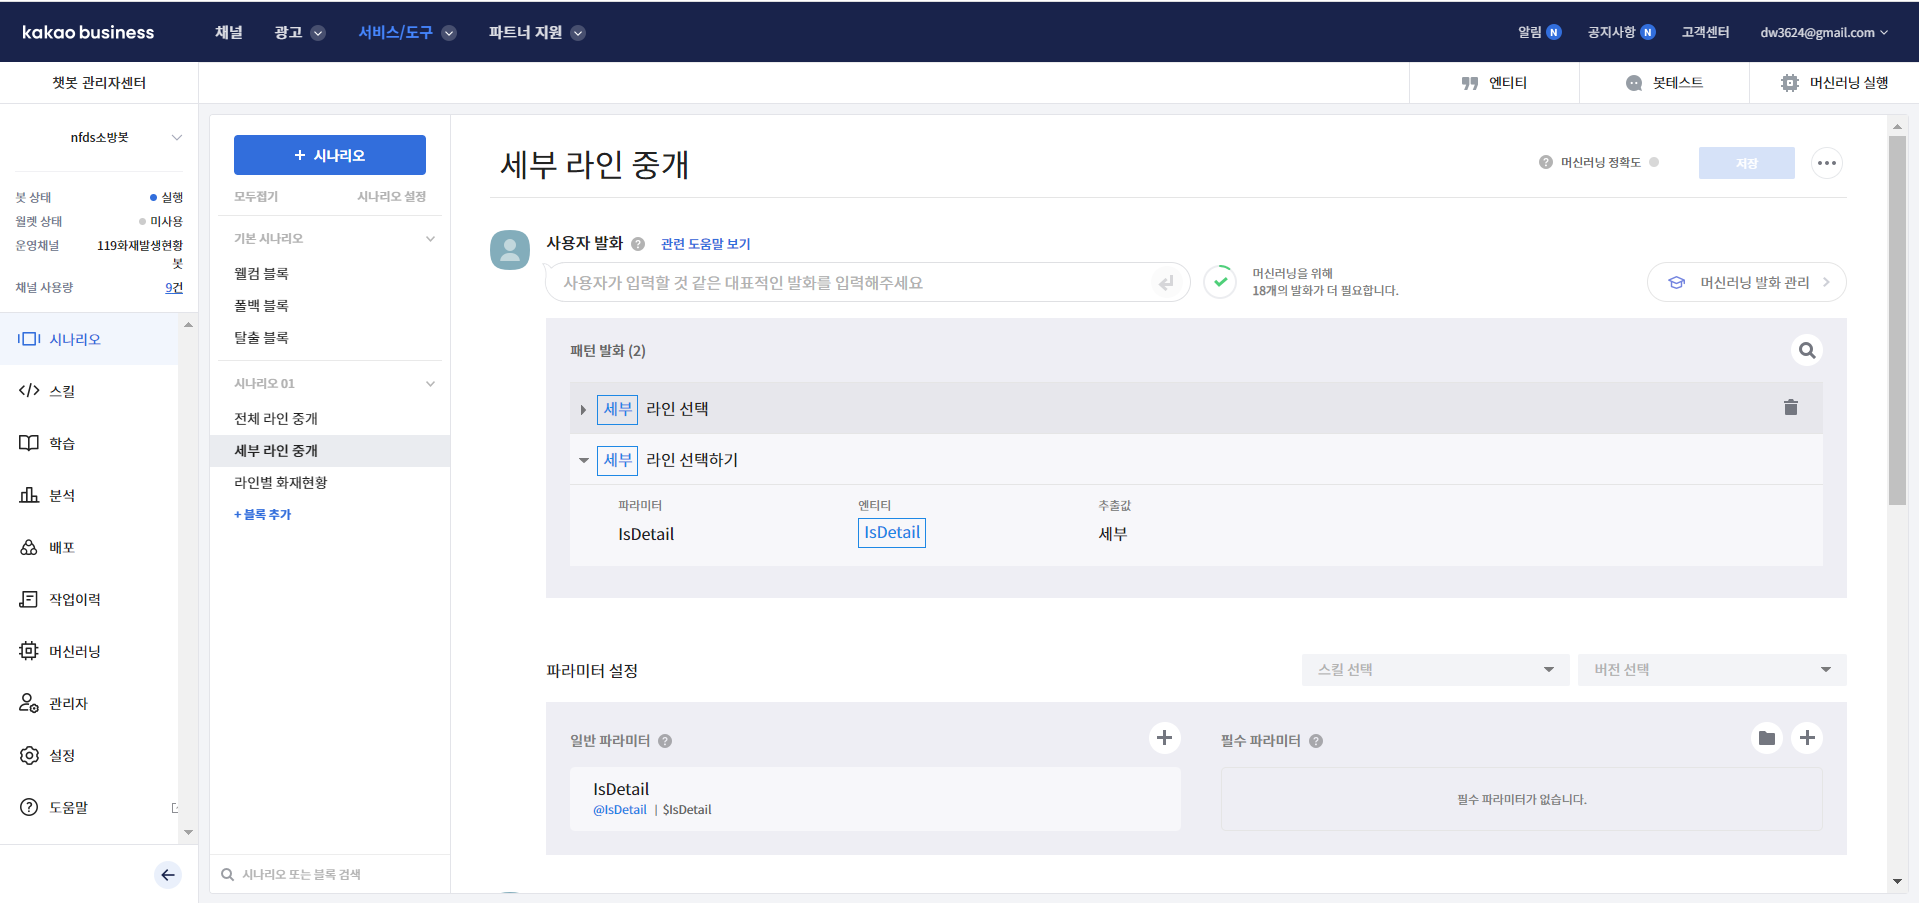 kakao business
채널
광고
서비스/도구
파트너 지원
알림 N
공지사항 N
고객센터
dw3624@gmail.com
챗봇 관리자센터
엔티티
봇테스트
머신러닝 실행
nfds소방봇
봇 상태
실행
월렛 상태
미사용
운영채널
119화재발생현황
봇
채널 사용량
9건
시나리오
스킬
학습
분석
배포
작업이력
머신러닝
관리자
설정
도움말
+ 시나리오
모두접기
시나리오 설정
기본 시나리오
웰컴 블록
폴백 블록
탈출 블록
시나리오 01
전체 라인 중개
세부 라인 중개
라인별 화재현황
+ 블록 추가
시나리오 또는 블록 검색
세부 라인 중개
? 머신러닝 정확도
저장
사용자 발화 ?
관련 도움말 보기
사용자가 입력할 것 같은 대표적인 발화를 입력해주세요
머신러닝을 위해
18개의 발화가 더 필요합니다.
머신러닝 발화 관리
패턴 발화 (2)
세부 라인 선택
세부 라인 선택하기
파라미터
엔티티
추출값
IsDetail
IsDetail
세부
파라미터 설정
스킬 선택
버전 선택
일반 파라미터 ?
IsDetail
@IsDetail | $IsDetail
필수 파라미터 ?
필수 파라미터가 없습니다.